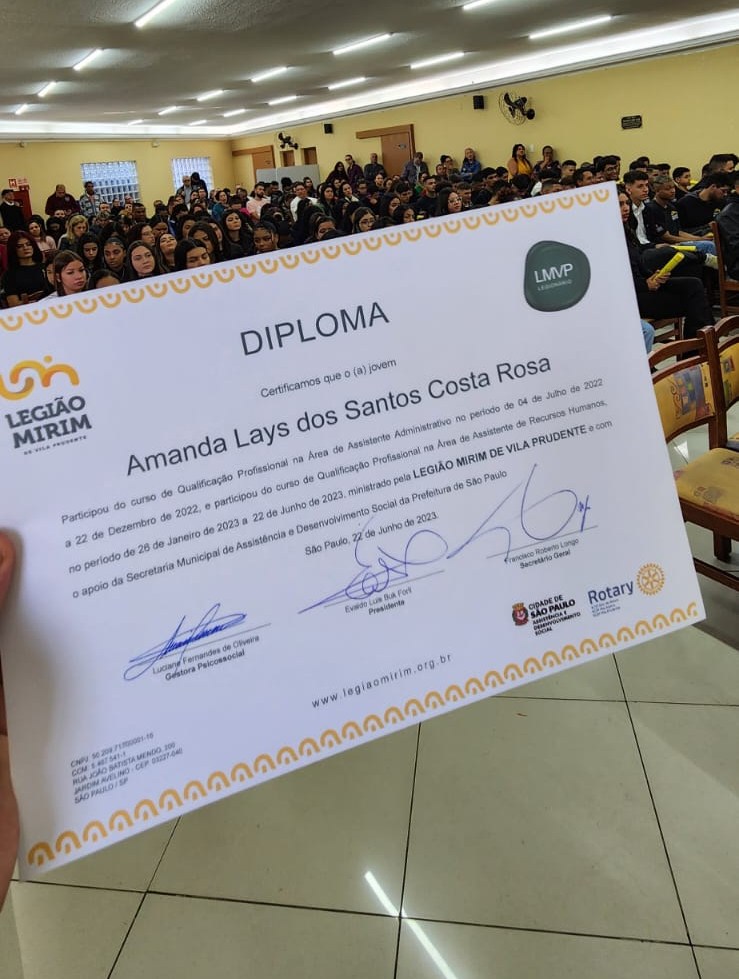 LMVP
LEGIONÁRIO
DIPLOMA
LEGIÃO
MIRIM
DE VILA PRUDENTE
Certificamos que o (a) jovem
Amanda Lays dos Santos Costa Rosa
Participou do curso de Qualificação Profissional na Área de Assistente Administrativo no período de 04 de Julho de 2022
a 22 de Dezembro de 2022, e participou do curso de Qualificação Profissional na Área de Assistente de Recursos Humanos,
no período de 26 de Janeiro de 2023 a 22 de Junho de 2023, ministrado pela LEGIÃO MIRIM DE VILA PRUDENTE e com
o apoio da Secretaria Municipal de Assistência e Desenvolvimento Social da Prefeitura de São Paulo
São Paulo, 22 de Junho de 2023.
Francisco Roberto Longo
Secretário Geral
Evaldo Luis
Presidente
Luciana Fernandes de Oliveira
Gestora Psicossocial
CIDADE DE
SÃO PAULO
ASSISTÊNCIA E
DESENVOLVIMENTO
SOCIAL
Rotary
www.legiaomirim.org.br
CNPJ
CCM:
RUA JOÃO BATISTA MENDO, 200
JARDIM AVELINO - CEP 03227-040
SÃO PAULO / SP